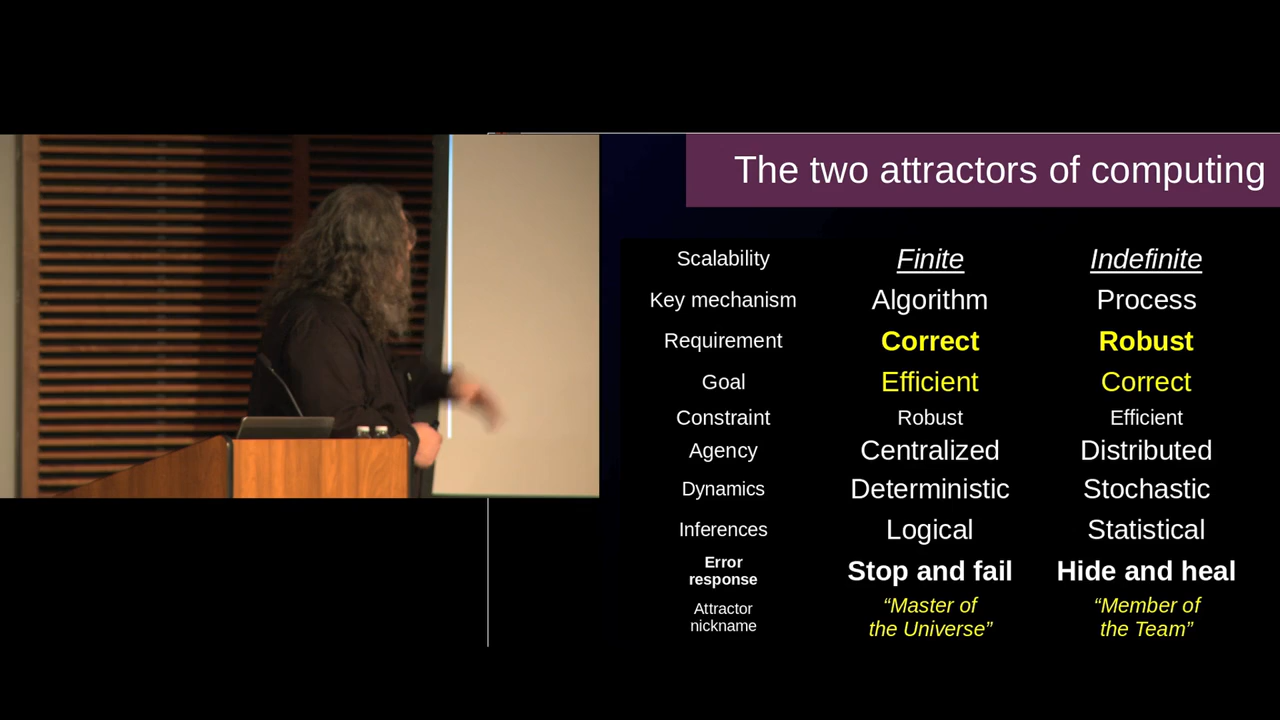 The two attractors of computing
Scalability Finite Indefinite
Key mechanism Algorithm Process
Requirement Correct Robust
Goal Efficient Correct
Constraint Robust Efficient
Agency Centralized Distributed
Dynamics Deterministic Stochastic
Inferences Logical Statistical
Error
response Stop and fail Hide and heal
Attractor
nickname
“Master of
the Universe”
“Member of
the Team”